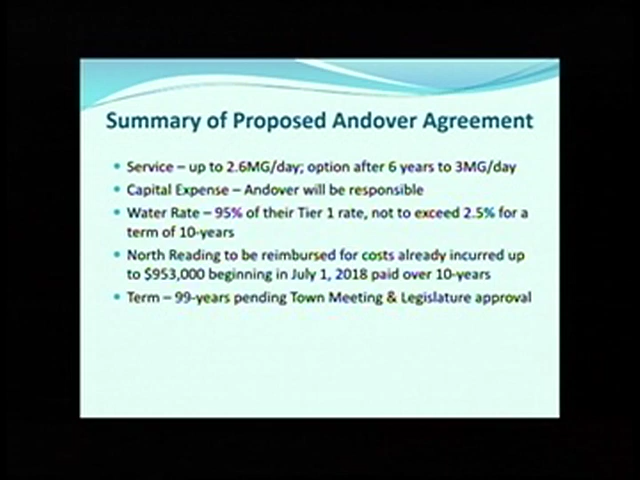 Summary of Proposed Andover Agreement
• Service – up to 2.6MG/day; option after 6 years to 3MG/day
• Capital Expense – Andover will be responsible
• Water Rate – 95% of their Tier 1 rate, not to exceed 2.5% for a
term of 10-years
• North Reading to be reimbursed for costs already incurred up
to $953,000 beginning in July 1, 2018 paid over 10-years
• Term – 99-years pending Town Meeting & Legislature approval